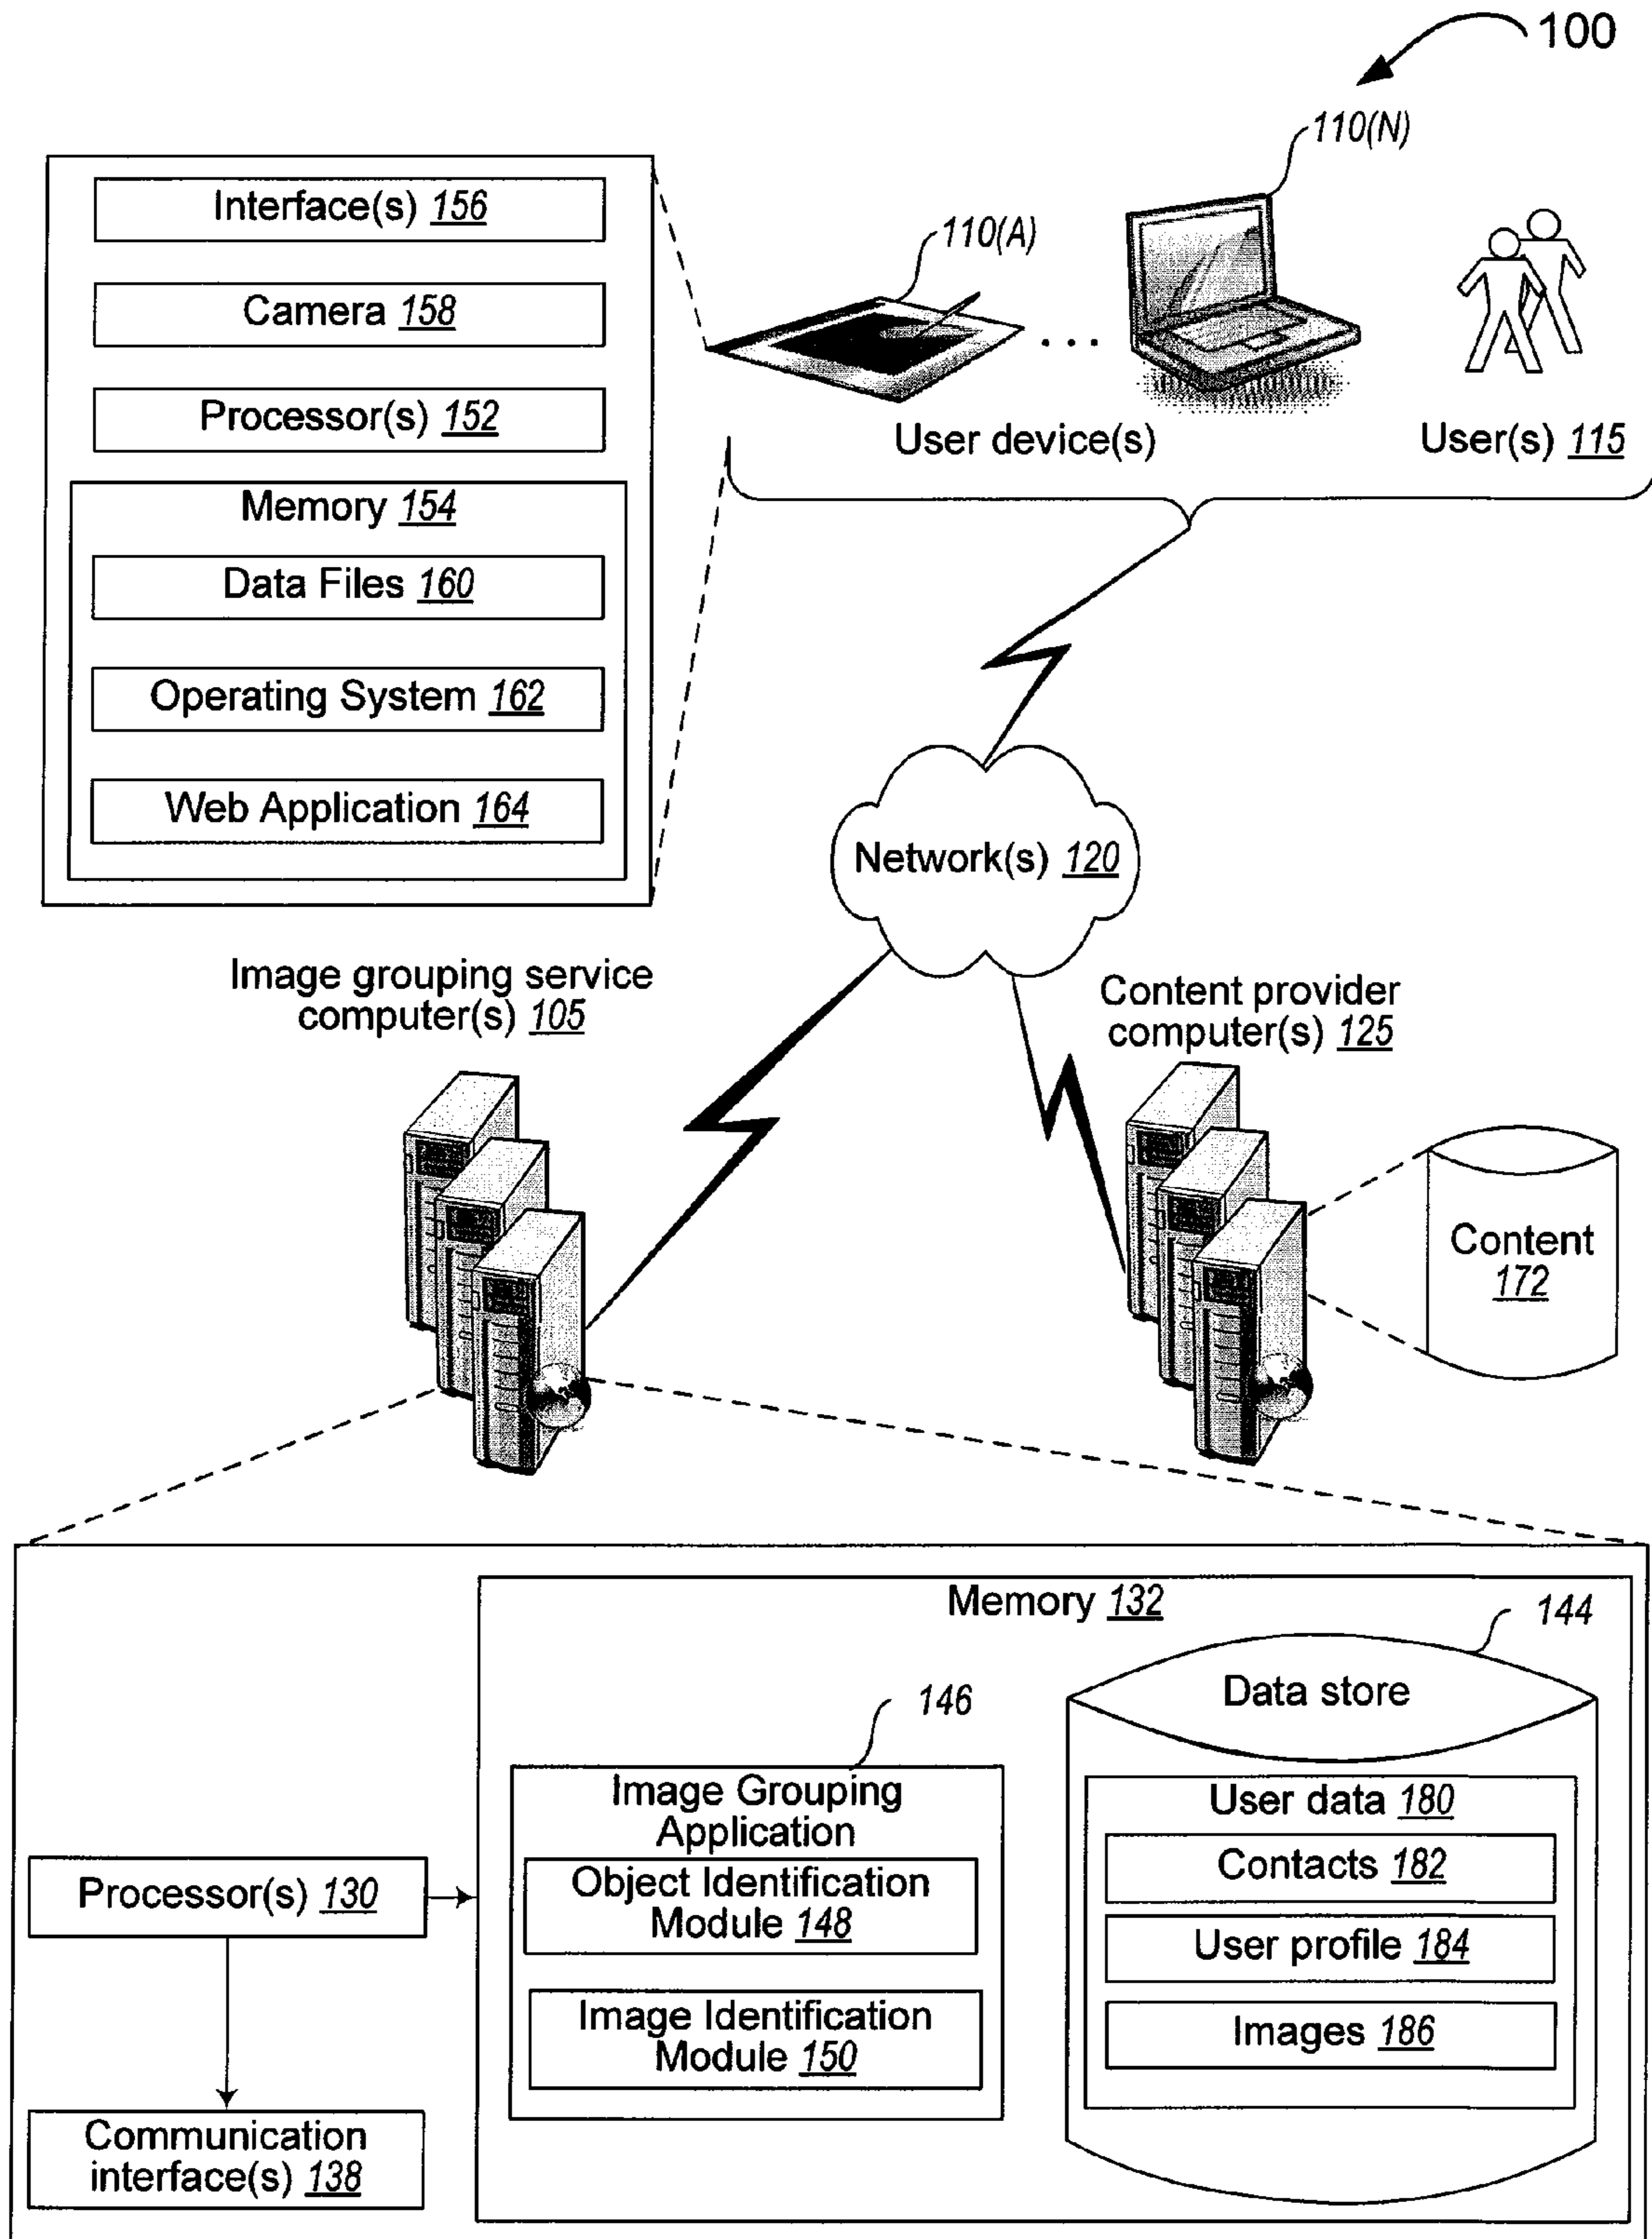 100
110(N)
Interface(s) 156
110(A)
Camera 158
Processor(s) 152
User device(s)
User(s) 115
Memory 154
Data Files 160
Operating System 162
Web Application 164
Network(s) 120
Image grouping service
computer(s) 105
Content provider
computer(s) 125
Content
172
Memory 132
144
Data store
146
Image Grouping
Application
Object Identification
Module 148
Image Identification
Module 150
User data 180
Contacts 182
User profile 184
Images 186
Processor(s) 130
Communication
interface(s) 138